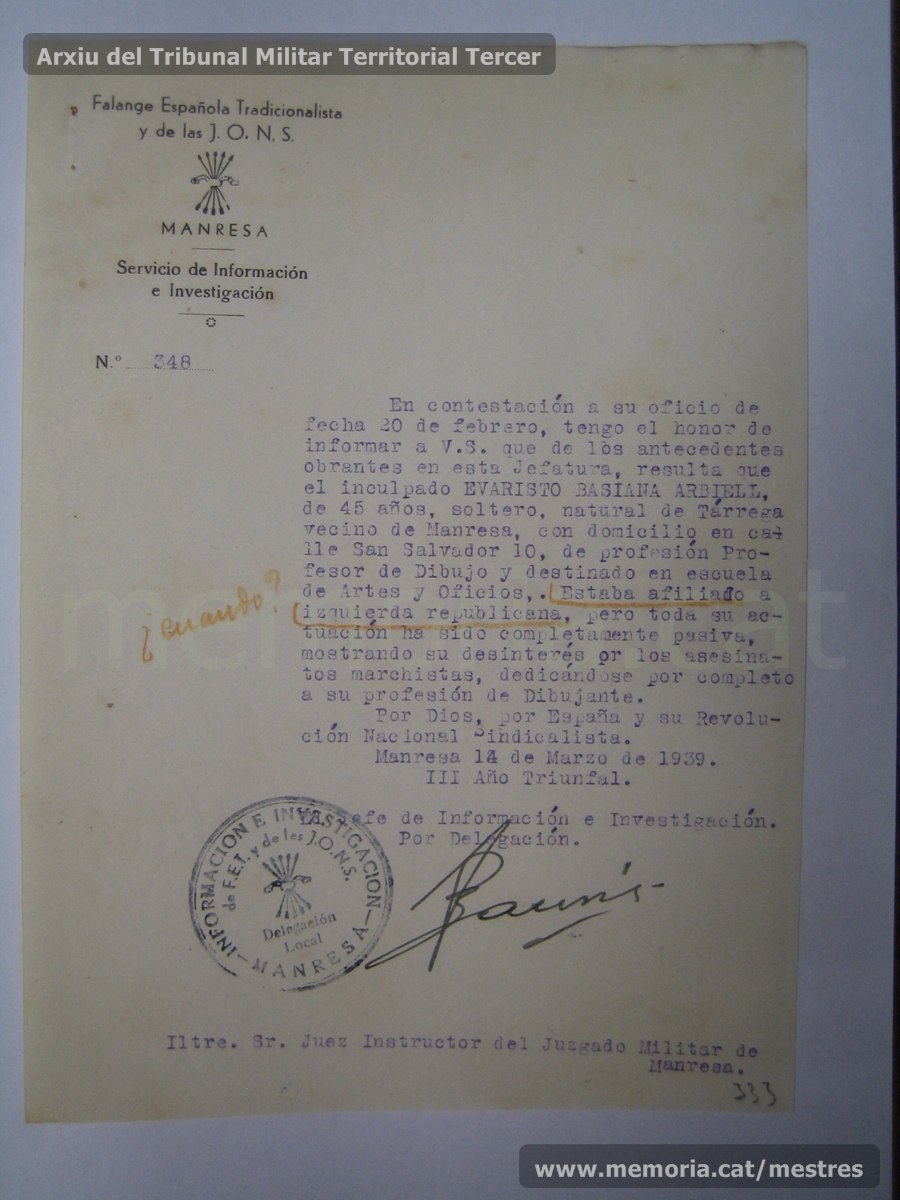 Arxiu del Tribunal Militar Territorial Tercer
Falange Española Tradicionalista
y de las J. O. N. S.
MANRESA
Servicio de Información
e Investigación
N.º 348
En contestación a su oficio de
fecha 20 de febrero, tengo el honor de
informar a V.S. que de los antecedentes
obrantes en esta Jefatura, resulta que
el inculpado EVARISTO BASIANA ARBIELL,
de 45 años, soltero, natural de Tárrega
vecino de Manresa, con domicilio en ca-
lle San Salvador 10, de profesión Pro-
fesor de Dibujo y destinado en escuela
de Artes y Oficios,. Estaba afiliado a
¿cuando?
izquierda republicana, pero toda su ac-
tuación ha sido completamente pasiva,
mostrando su desinterés or los asesina-
tos marchistas, dedicándose por completo
a su profesión de Dibujante.
Por Dios, por España y su Revolu-
ción Nacional Sindicalista.
Manresa 14 de Marzo de 1939.
III Año Triunfal.
El Jefe de Información e Investigación.
Por Delegación.
INFORMACION E INVESTIGACION
de F.E.T. y de las J.O.N.S.
Delegación
Local
MANRESA
Iltre. Sr. Juez Instructor del Juzgado Militar de
Manresa.
333
www.memoria.cat/mestres